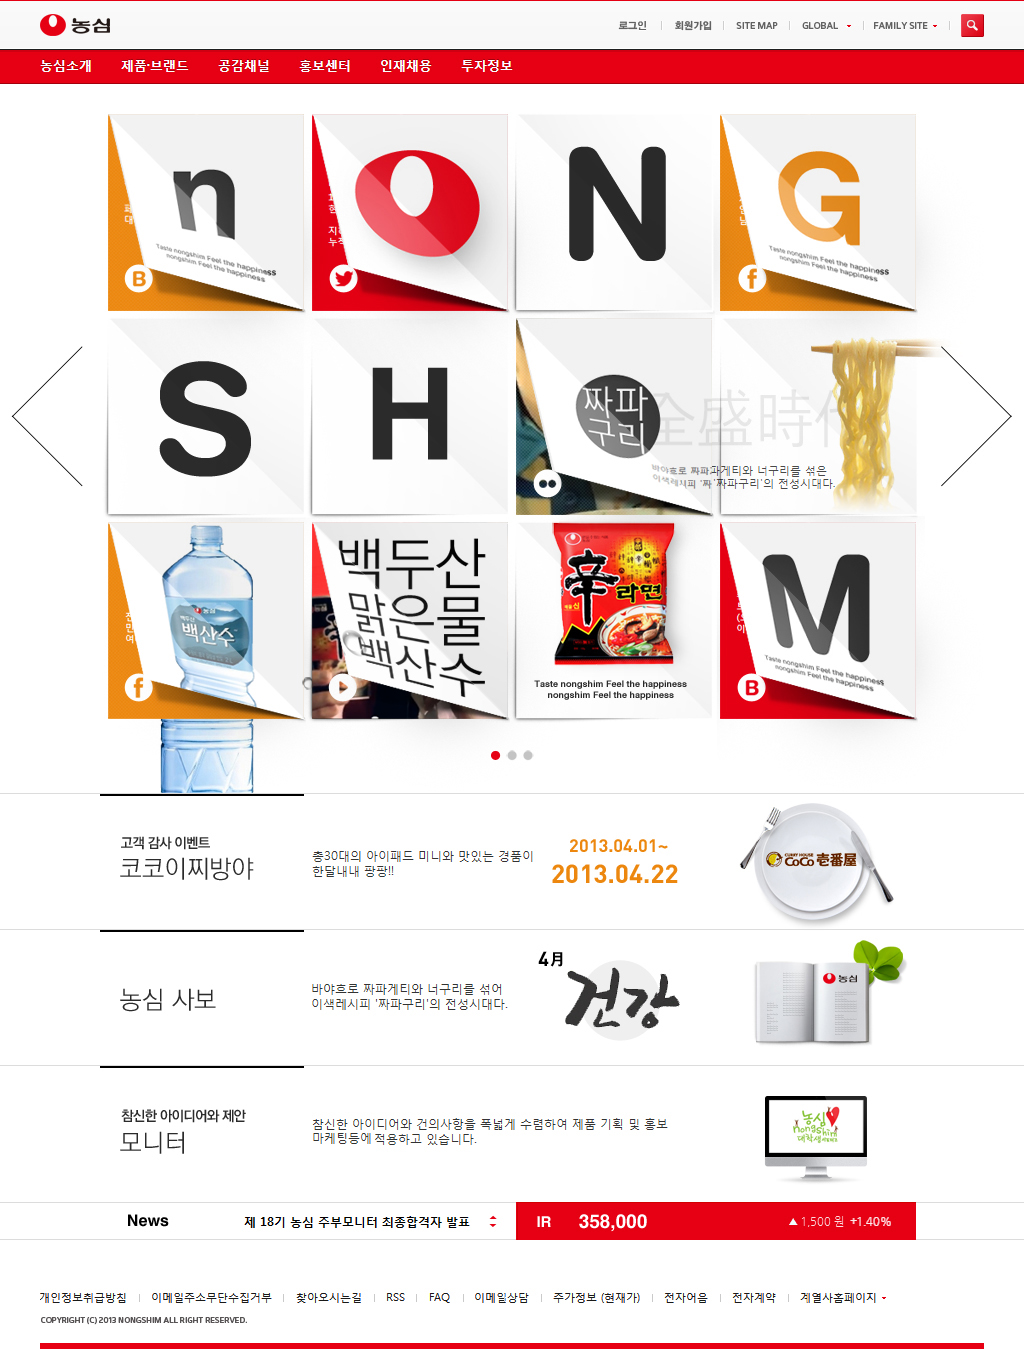 농심
로그인 회원가입 SITE MAP GLOBAL FAMILY SITE
농심소개 제품·브랜드 공감채널 홍보센터 인재채용 투자정보
n O N G
Taste nongshim Feel the happiness
nongshim Feel the happiness
Taste nongshim Feel the happiness
nongshim Feel the happiness
B
f
S H
짜파
구리
全盛時代
바야흐로 짜파게티와 너구리를 섞은
이색레시피 '짜파구리'의 전성시대다.
농심
백두산
백산수
f
백두산
맑은물
백산수
辛
라면
농심
Taste nongshim Feel the happiness
nongshim Feel the happiness
M
Taste nongshim Feel the happiness
nongshim Feel the happiness
B
고객 감사 이벤트
코코이찌방야
총30대의 아이패드 미니와 맛있는 경품이
한달내내 팡팡!!
2013.04.01~
2013.04.22
CURRY HOUSE
CoCo 壱番屋
농심 사보
바야흐로 짜파게티와 너구리를 섞어
이색레시피 '짜파구리'의 전성시대다.
4月
건강
농심
참신한 아이디어와 제안
모니터
참신한 아이디어와 건의사항을 폭넓게 수렴하여 제품 기획 및 홍보
마케팅등에 적용하고 있습니다.
농심
Nongshim
News 제 18기 농심 주부모니터 최종합격자 발표 IR 358,000 ▲ 1,500 원 +1.40%
개인정보취급방침 이메일주소무단수집거부 찾아오시는길 RSS FAQ 이메일상담 주가정보 (현재가) 전자어음 전자계약 계열사홈페이지
COPYRIGHT (C) 2013 NONGSHIM ALL RIGHT RESERVED.